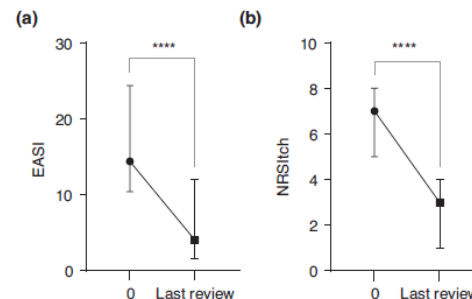 (a)
EASI
30
20
10
0
****
0 Last review
(b)
NRSItch
10
8
6
4
2
0
****
0 Last review